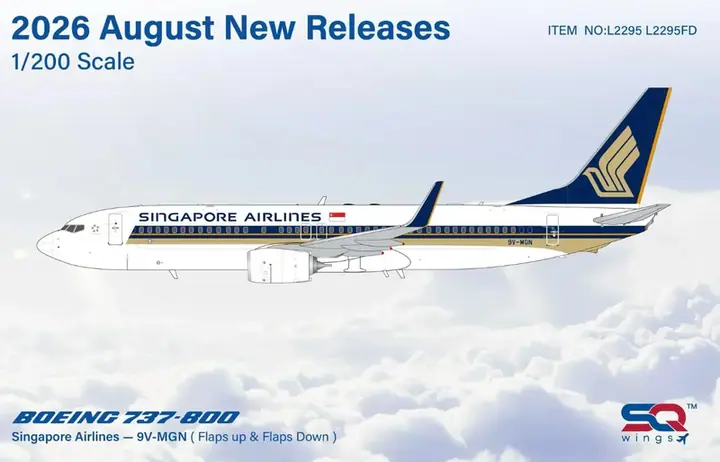 2026 August New Releases
ITEM NO:L2295 L2295FD
1/200 Scale
SINGAPORE AIRLINES
9V-MGN
BOEING 737-800
Singapore Airlines — 9V-MGN ( Flaps up & Flaps Down )
SQ TM
wings